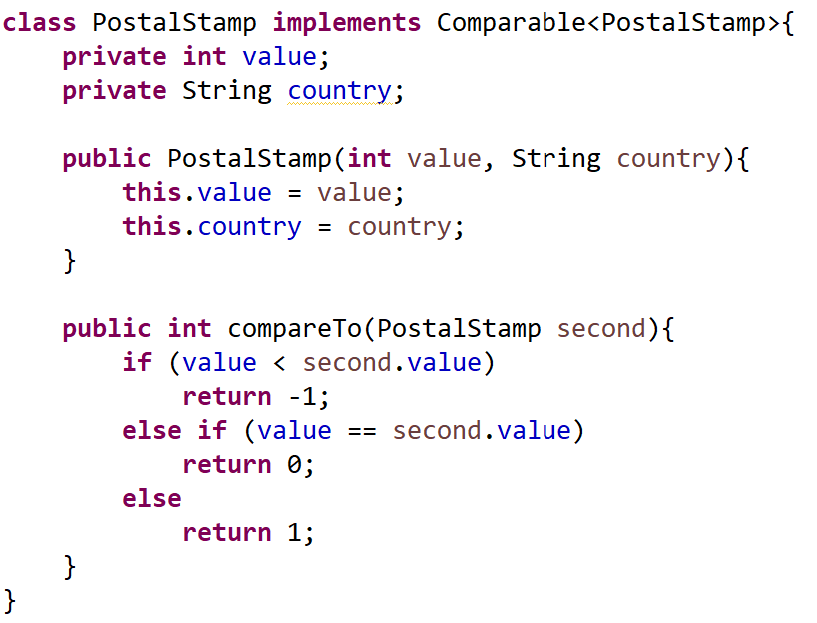 class PostalStamp implements Comparable<PostalStamp>{
    private int value;
    private String country;

    public PostalStamp(int value, String country){
        this.value = value;
        this.country = country;
    }

    public int compareTo(PostalStamp second){
        if (value < second.value)
            return -1;
        else if (value == second.value)
            return 0;
        else
            return 1;
    }
}